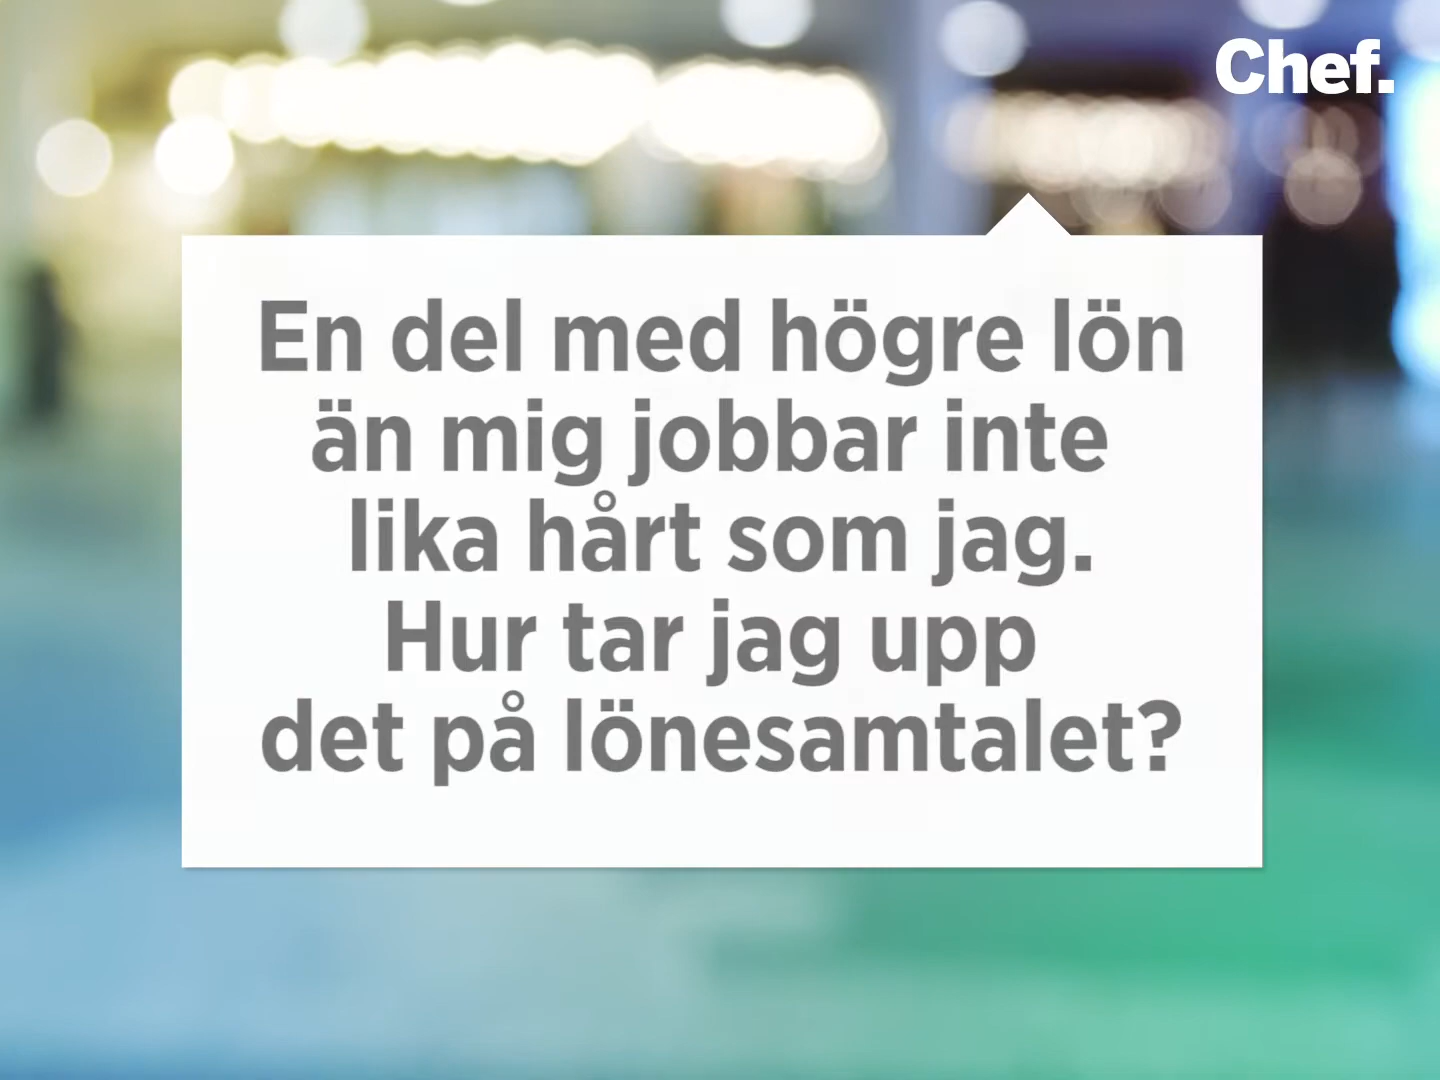 Chef.
En del med högre lön
än mig jobbar inte
lika hårt som jag.
Hur tar jag upp
det på lönesamtalet?